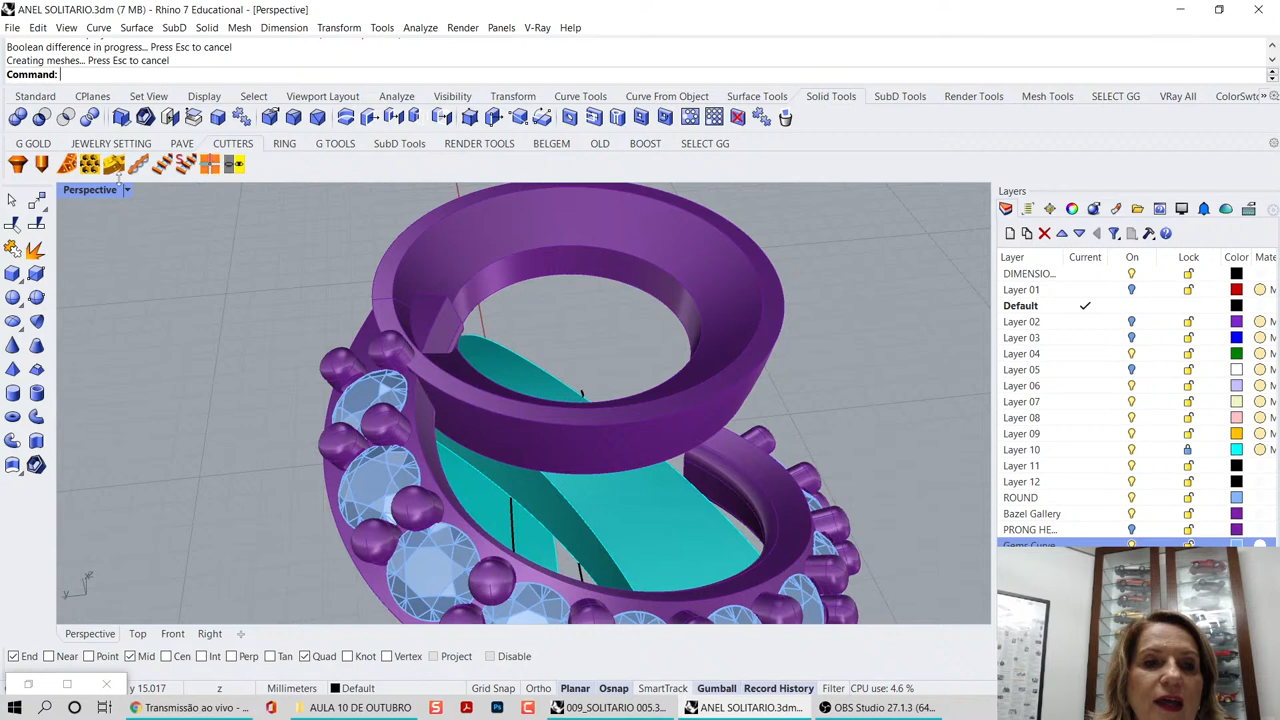 ANEL SOLITARIO.3dm (7 MB) - Rhino 7 Educational - [Perspective]
File Edit View Curve Surface SubD Solid Mesh Dimension Transform Tools Analyze Render Panels V-Ray Help
Boolean difference in progress... Press Esc to cancel
Creating meshes... Press Esc to cancel
Command:
Standard CPlanes Set View Display Select Viewport Layout Analyze Visibility Transform Curve Tools Curve From Object Surface Tools Solid Tools SubD Tools Render Tools Mesh Tools SELECT GG VRay All ColorSwtc
G GOLD JEWELRY SETTING PAVE CUTTERS RING G TOOLS SubD Tools RENDER TOOLS BELGEM OLD BOOST SELECT GG
Perspective
Layers
Layer Current On Lock Color Mate
DIMENSIO...
Layer 01
Default
Layer 02
Layer 03
Layer 04
Layer 05
Layer 06
Layer 07
Layer 08
Layer 09
Layer 10
Layer 11
Layer 12
ROUND
Bazel Gallery
PRONG HE...
Gems Curve
Perspective Top Front Right
End Near Point Mid Cen Int Perp Tan Quad Knot Vertex Project Disable
y 15.017 z Millimeters Default Grid Snap Ortho Planar Osnap SmartTrack Gumball Record History Filter CPU use: 4.6 %
Transmissão ao vivo - ... AULA 10 DE OUTUBRO 009_SOLITARIO 005.3... ANEL SOLITARIO.3dm... OBS Studio 27.1.3 (64...